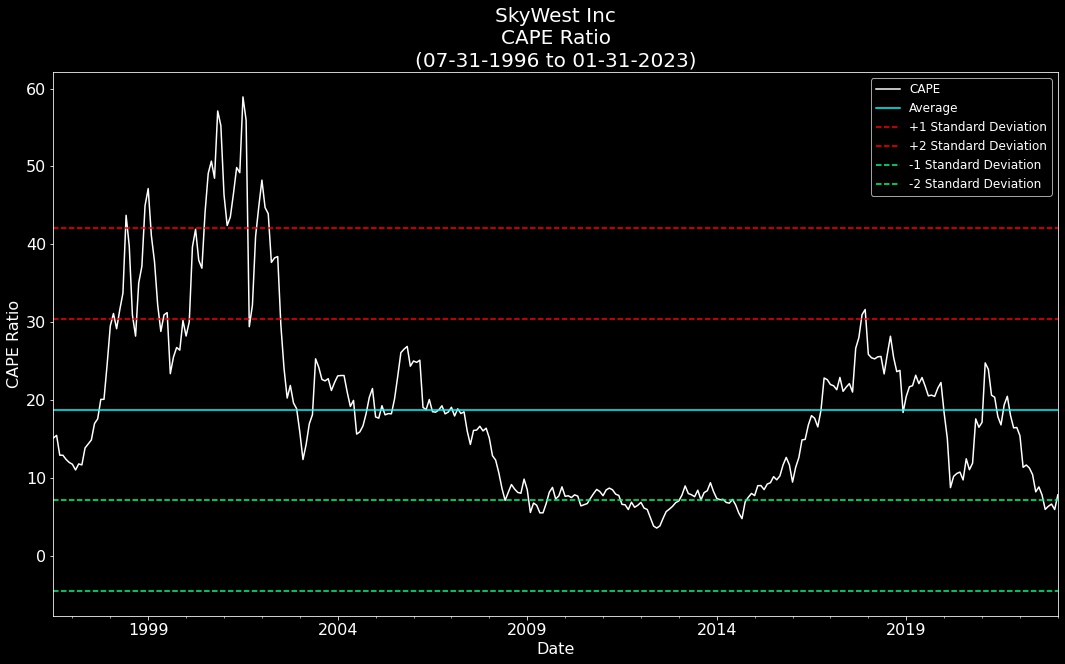 SkyWest Inc
CAPE Ratio
(07-31-1996 to 01-31-2023)
CAPE
Average
+1 Standard Deviation
+2 Standard Deviation
-1 Standard Deviation
-2 Standard Deviation
60
50
40
30
20
10
0
CAPE Ratio
1999
2004
2009
2014
2019
Date